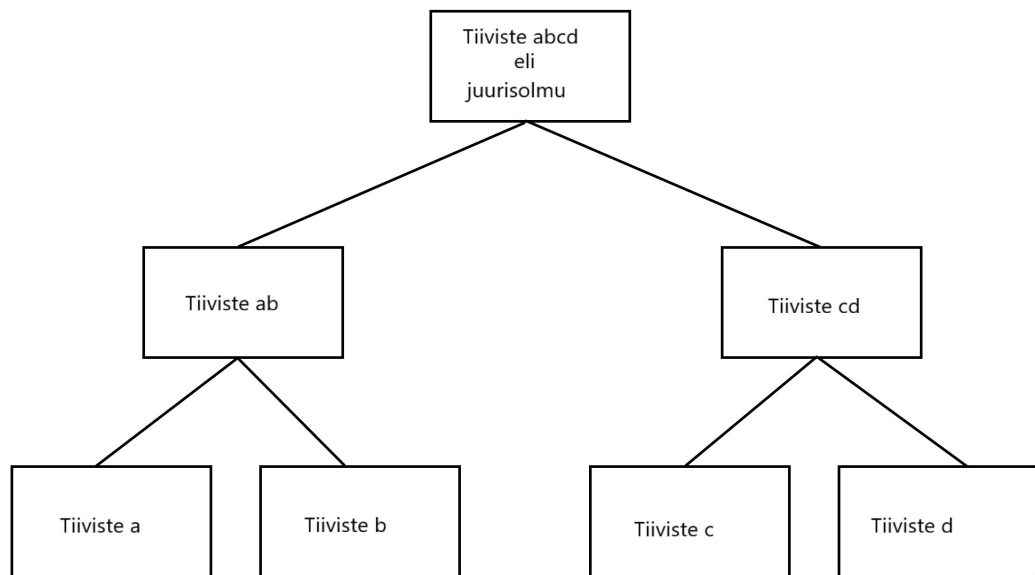 Tiiviste abcd
eli
juurisolmu
Tiiviste ab
Tiiviste cd
Tiiviste a
Tiiviste b
Tiiviste c
Tiiviste d